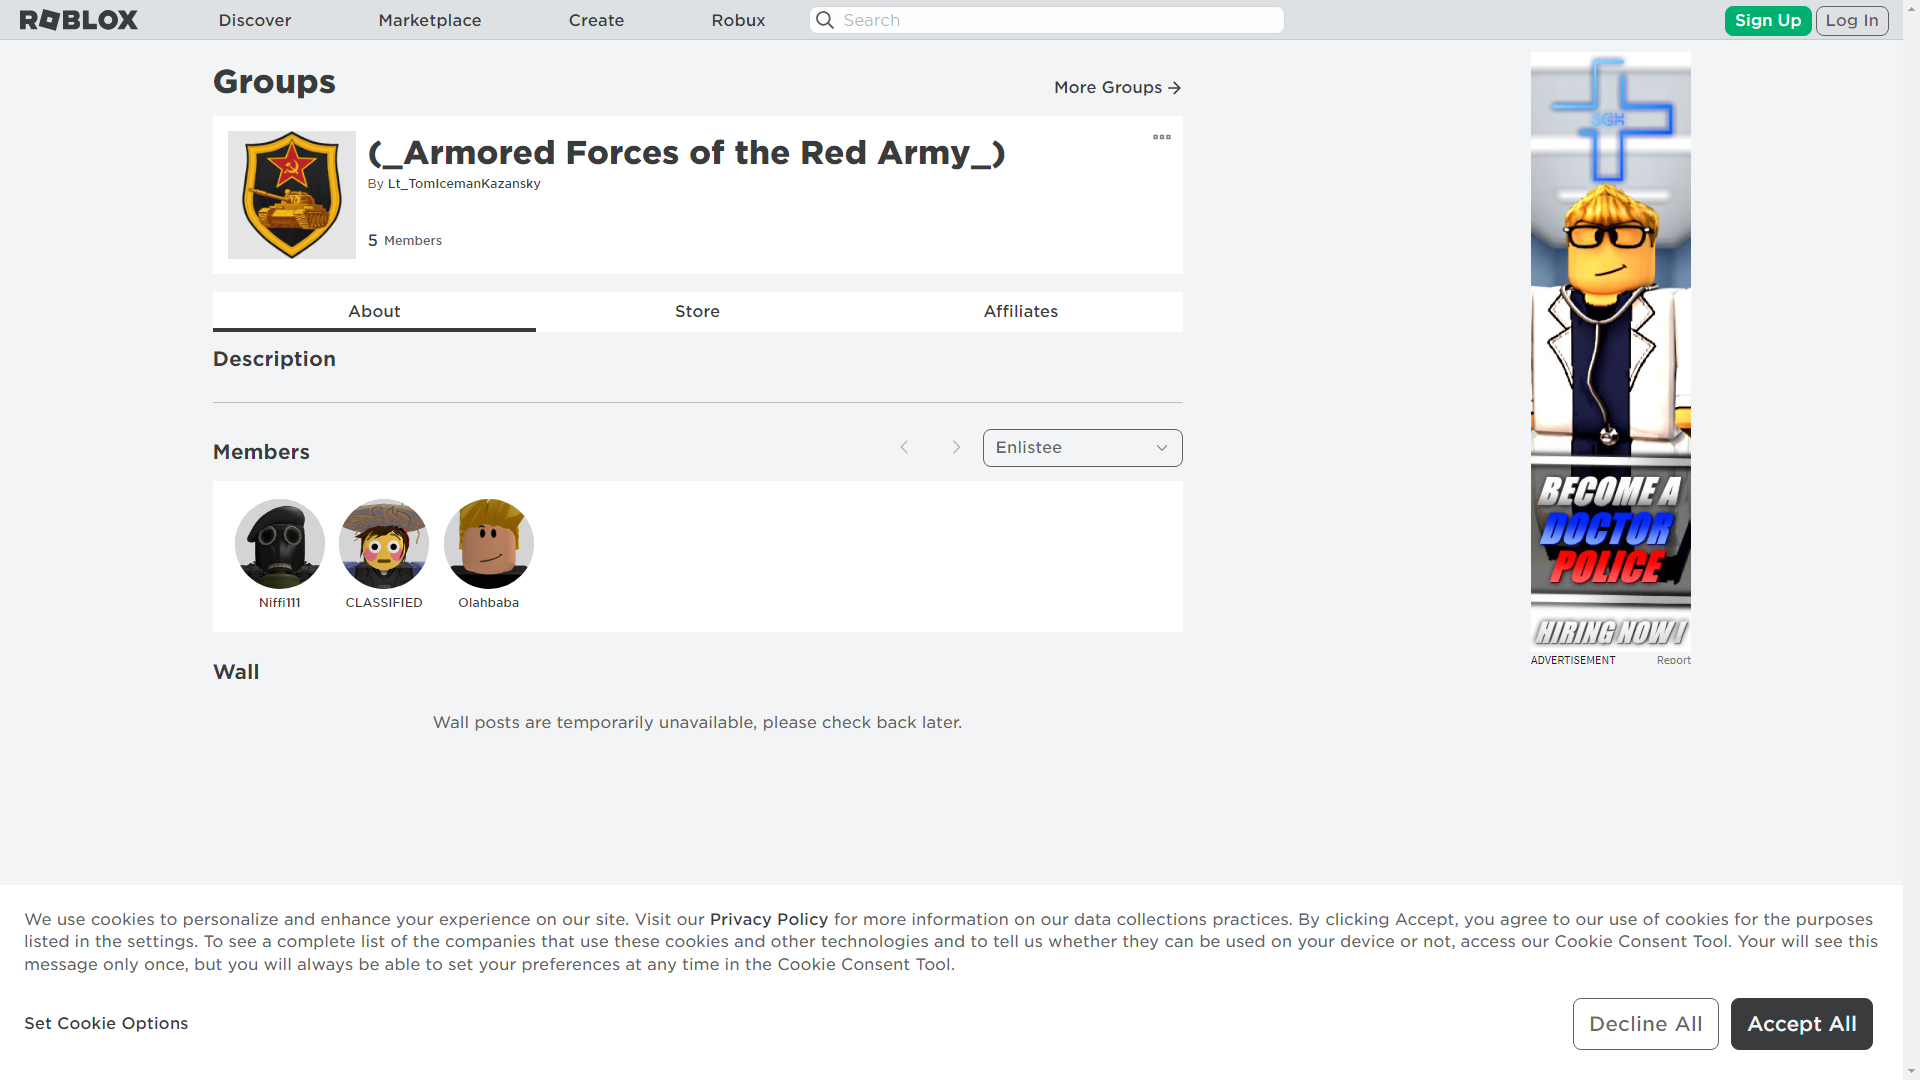 ROBLOX Discover Marketplace Create Robux Search Sign Up Log In
Groups
More Groups
(_Armored Forces of the Red Army_)
By Lt_TomIcemanKazansky
5 Members
About Store Affiliates
Description
Members
Enlistee
Niffi111 CLASSIFIED Olahbaba
Wall
Wall posts are temporarily unavailable, please check back later.
SGH
BECOME A
DOCTOR
POLICE
HIRING NOW!
ADVERTISEMENT Report
We use cookies to personalize and enhance your experience on our site. Visit our Privacy Policy for more information on our data collections practices. By clicking Accept, you agree to our use of cookies for the purposes
listed in the settings. To see a complete list of the companies that use these cookies and other technologies and to tell us whether they can be used on your device or not, access our Cookie Consent Tool. Your will see this
message only once, but you will always be able to set your preferences at any time in the Cookie Consent Tool.
Set Cookie Options
Decline All
Accept All